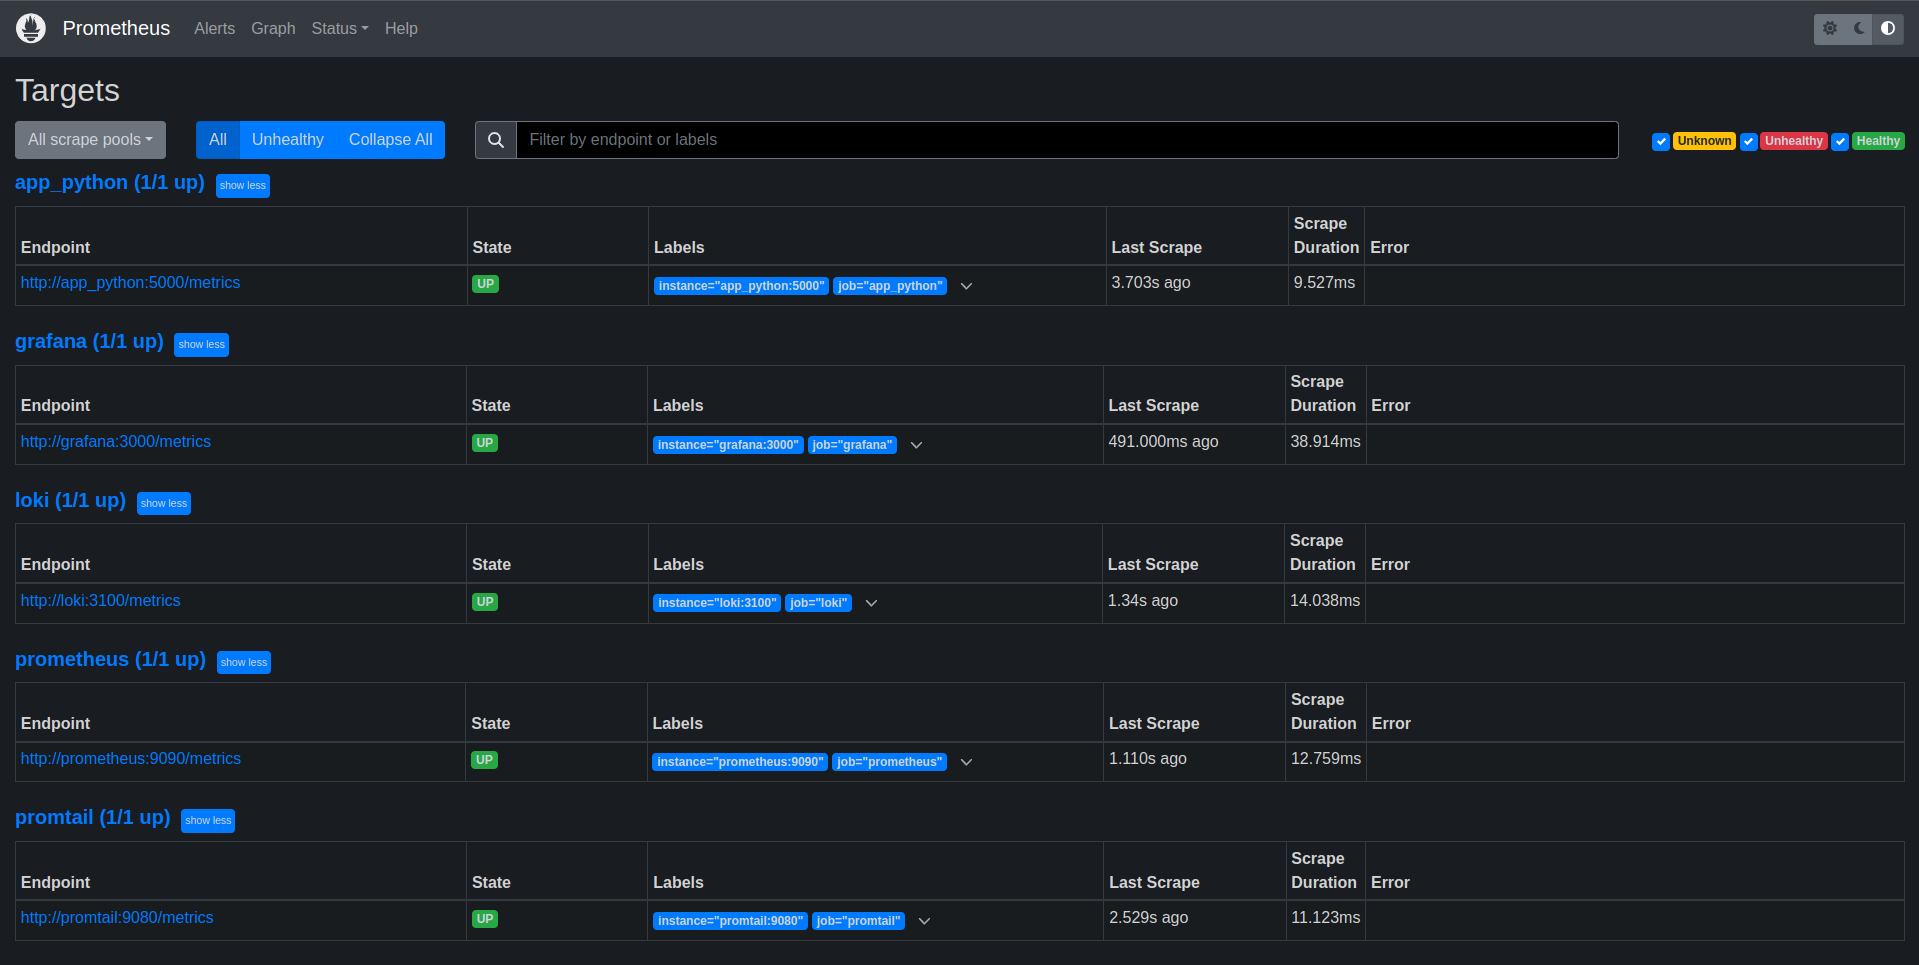 Prometheus Alerts Graph Status Help
Targets
All scrape pools All Unhealthy Collapse All Filter by endpoint or labels Unknown Unhealthy Healthy
app_python (1/1 up) show less
Endpoint State Labels Last Scrape Scrape Duration Error
http://app_python:5000/metrics UP instance="app_python:5000" job="app_python" 3.703s ago 9.527ms
grafana (1/1 up) show less
Endpoint State Labels Last Scrape Scrape Duration Error
http://grafana:3000/metrics UP instance="grafana:3000" job="grafana" 491.000ms ago 38.914ms
loki (1/1 up) show less
Endpoint State Labels Last Scrape Scrape Duration Error
http://loki:3100/metrics UP instance="loki:3100" job="loki" 1.34s ago 14.038ms
prometheus (1/1 up) show less
Endpoint State Labels Last Scrape Scrape Duration Error
http://prometheus:9090/metrics UP instance="prometheus:9090" job="prometheus" 1.110s ago 12.759ms
promtail (1/1 up) show less
Endpoint State Labels Last Scrape Scrape Duration Error
http://promtail:9080/metrics UP instance="promtail:9080" job="promtail" 2.529s ago 11.123ms